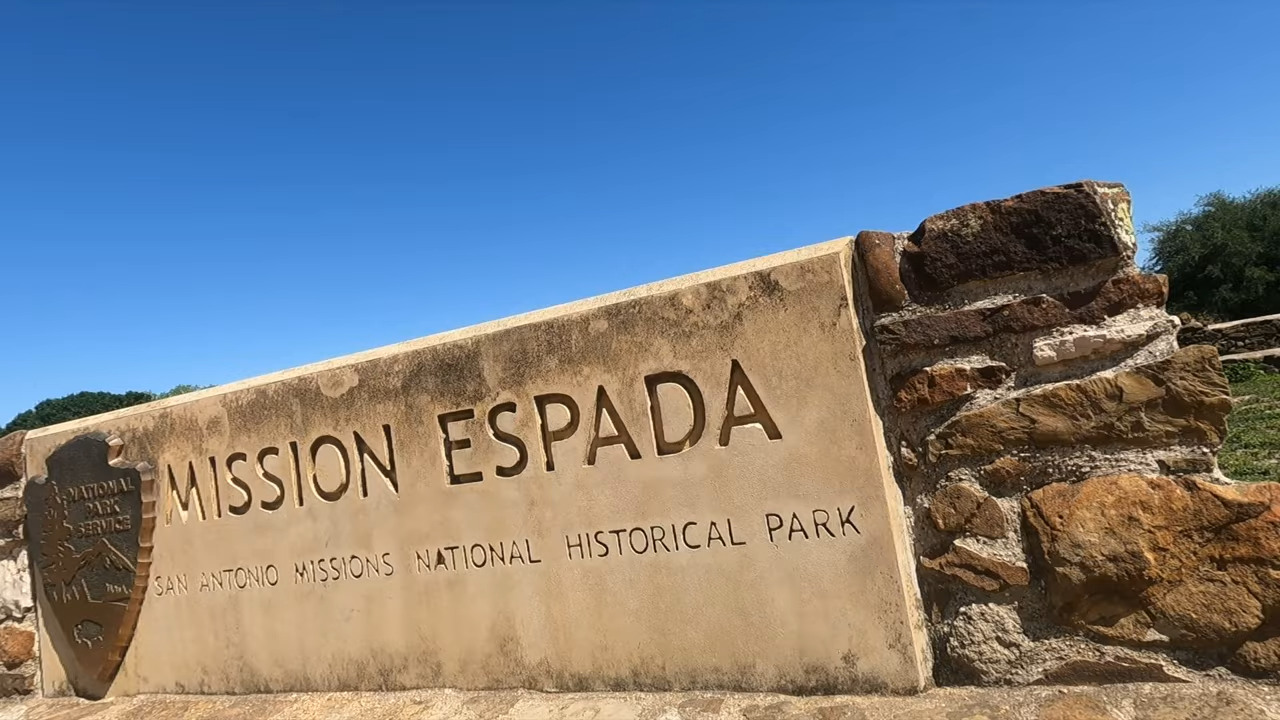 MISSION ESPADA
SAN ANTONIO MISSIONS NATIONAL HISTORICAL PARK
NATIONAL
PARK
SERVICE